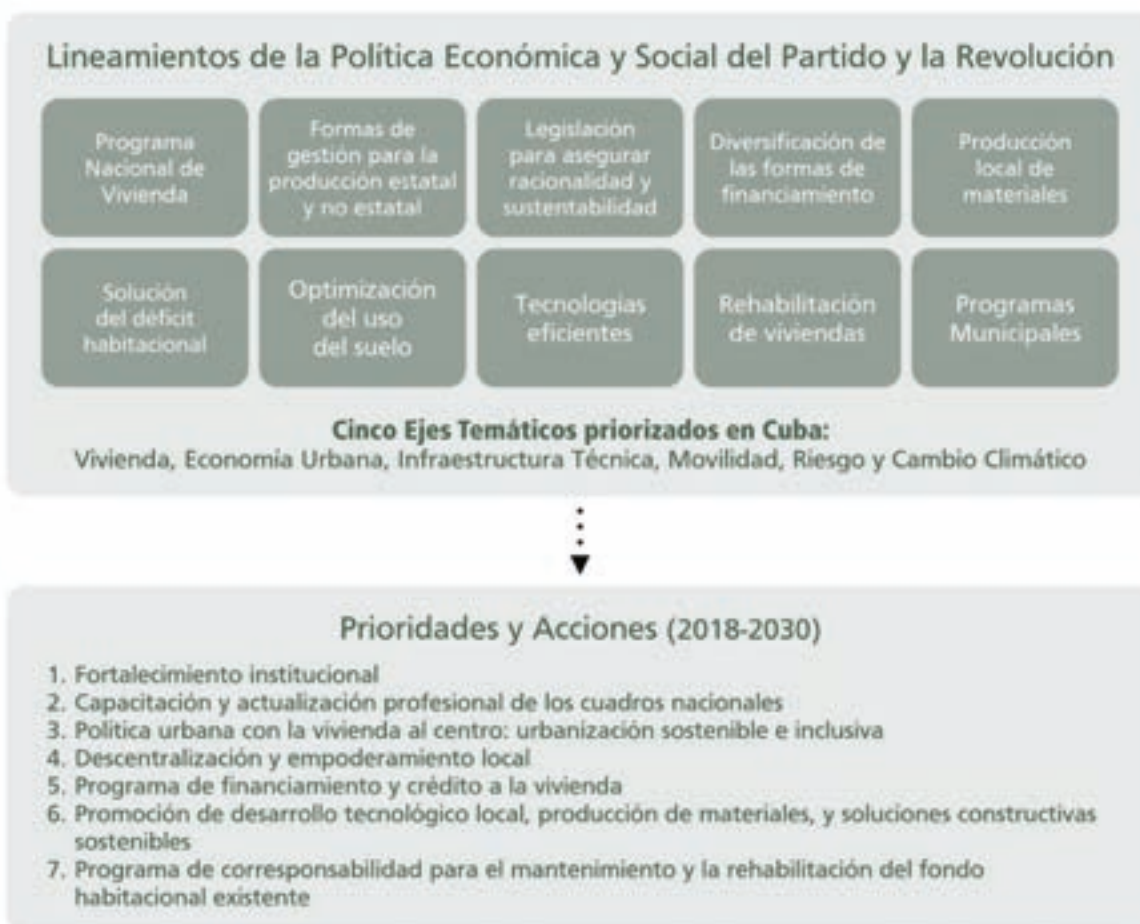 Lineamientos de la Política Económica y Social del Partido y la Revolución
Programa
Nacional de
Vivienda
Formas de
gestión para la
producción estatal
y no estatal
Legislación
para asegurar
racionalidad y
sustentabilidad
Diversificación de
las formas de
financiamiento
Producción
local de
materiales
Solución
del déficit
habitacional
Optimización
del uso
del suelo
Tecnologías
eficientes
Rehabilitación
de viviendas
Programas
Municipales
Cinco Ejes Temáticos priorizados en Cuba:
Vivienda, Economía Urbana, Infraestructura Técnica, Movilidad, Riesgo y Cambio Climático
Prioridades y Acciones (2018-2030)
1. Fortalecimiento institucional
2. Capacitación y actualización profesional de los cuadros nacionales
3. Política urbana con la vivienda al centro: urbanización sostenible e inclusiva
4. Descentralización y empoderamiento local
5. Programa de financiamiento y crédito a la vivienda
6. Promoción de desarrollo tecnológico local, producción de materiales, y soluciones constructivas
sostenibles
7. Programa de corresponsabilidad para el mantenimiento y la rehabilitación del fondo
habitacional existente